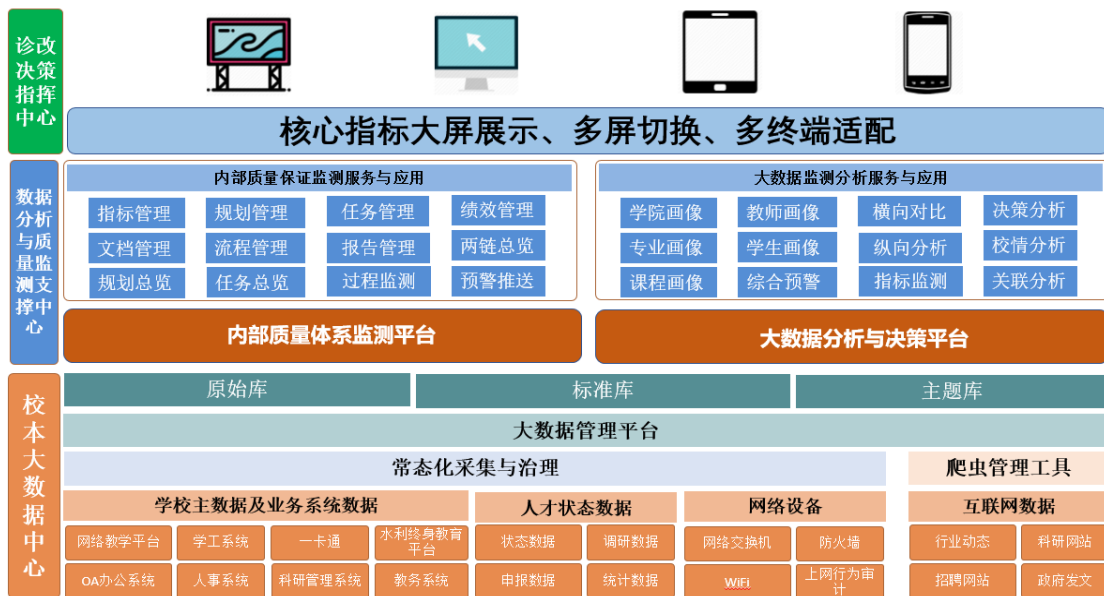 诊改
决策
指挥
中心
核心指标大屏展示、多屏切换、多终端适配
数据
分析
与质
量监
测支
撑中
心
内部质量保证监测服务与应用
指标管理
规划管理
任务管理
绩效管理
文档管理
流程管理
报告管理
两链总览
规划总览
任务总览
过程监测
预警推送
内部质量体系监测平台
大数据监测分析服务与应用
学院画像
教师画像
横向对比
决策分析
专业画像
学生画像
纵向分析
校情分析
课程画像
综合预警
指标监测
关联分析
大数据分析与决策平台
校
本
大
数
据
中
心
原始库
标准库
主题库
大数据管理平台
常态化采集与治理
爬虫管理工具
学校主数据及业务系统数据
人才状态数据
网络设备
互联网数据
网络教学平台
学工系统
一卡通
水利终身教育
平台
状态数据
调研数据
网络交换机
防火墙
行业动态
科研网站
OA办公系统
人事系统
科研管理系统
教务系统
申报数据
统计数据
WiFi
上网行为审
计
招聘网站
政府发文